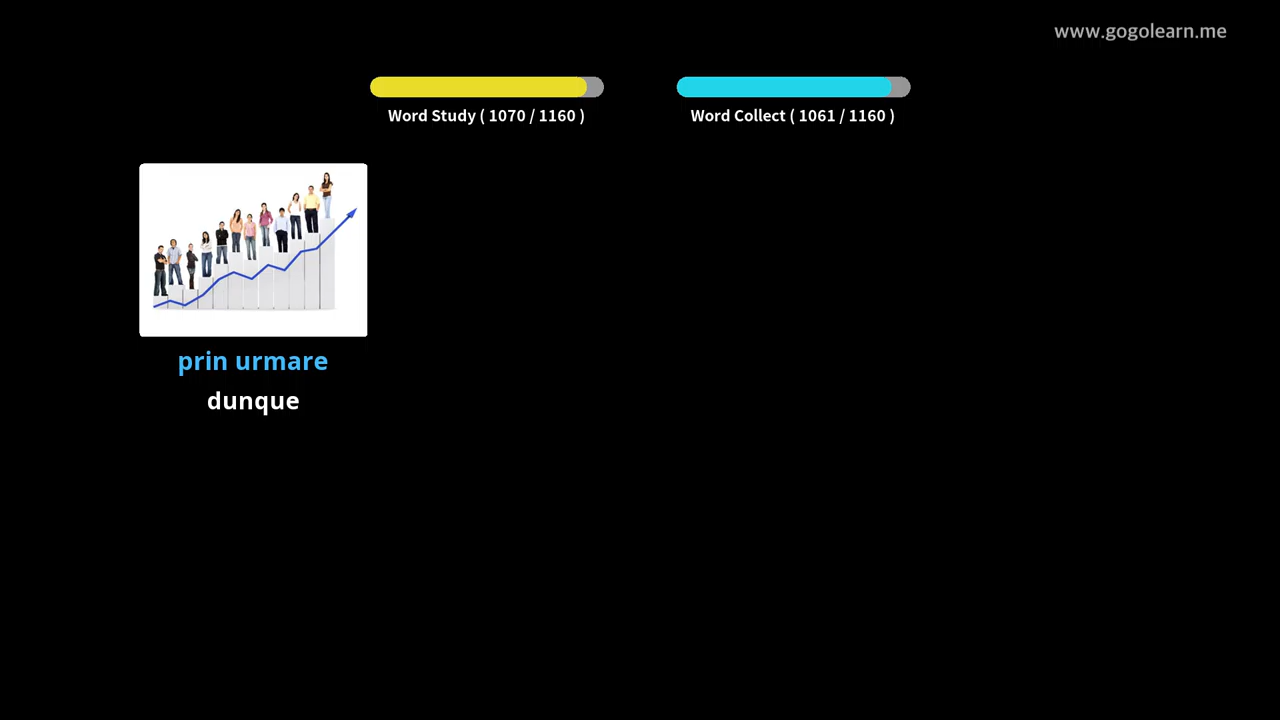 www.gogolearn.me
Word Study ( 1070 / 1160 )
Word Collect ( 1061 / 1160 )
prin urmare
dunque